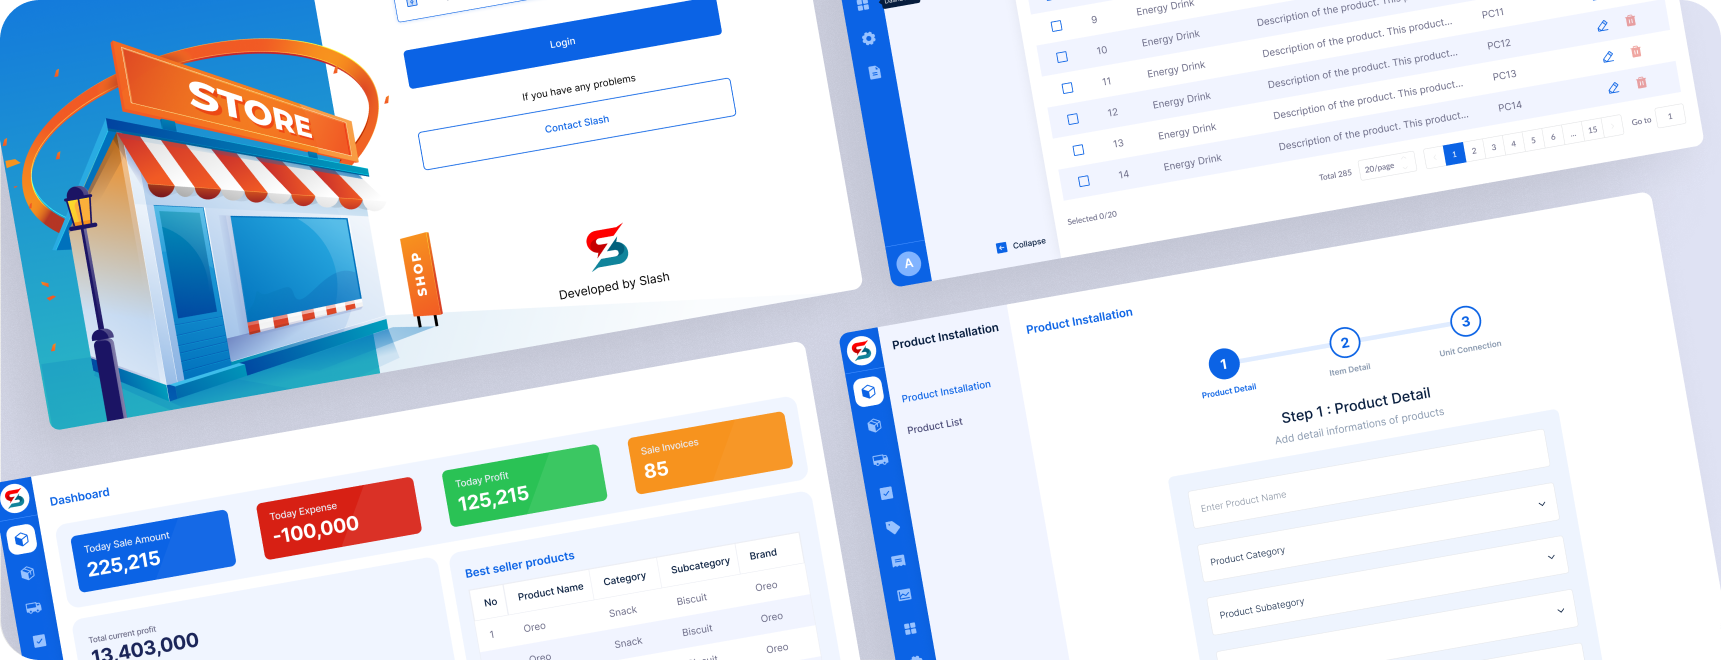 STORE
SHOP
Login
If you have any problems
Contact Slash
Developed by Slash
9 Energy Drink Description of the product. This
10 Energy Drink Description of the product. This product... PC11
11 Energy Drink Description of the product. This product... PC12
12 Energy Drink Description of the product. This product... PC13
13 Energy Drink Description of the product. This product... PC14
14 Energy Drink
Total 285 20/page 1 2 3 4 5 6 ... 15 Go to 1
Selected 0/20
Collapse
A
Dashboard
Today Sale Amount
225,215
Today Expense
-100,000
Today Profit
125,215
Sale Invoices
85
Total current profit
13,403,000
Best seller products
No Product Name Category Subcategory Brand
1 Oreo Snack Biscuit Oreo
Oreo Snack Biscuit Oreo
Oreo
Product Installation
Product Installation
Product List
Product Installation
1 2 3
Product Detail Item Detail Unit Connection
Step 1 : Product Detail
Add detail informations of products
Enter Product Name
Product Category
Product Subategory